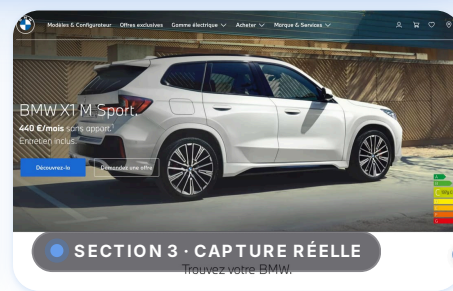 Modèles & Configurateur Offres exclusives Gamme électrique Acheter Marque & Services
BMW X1 M Sport.
440 €/mois sans apport.¹
Entretien inclus.
Découvrez-la
Demandez une offre
SECTION 3 · CAPTURE RÉELLE
Trouvez votre BMW.